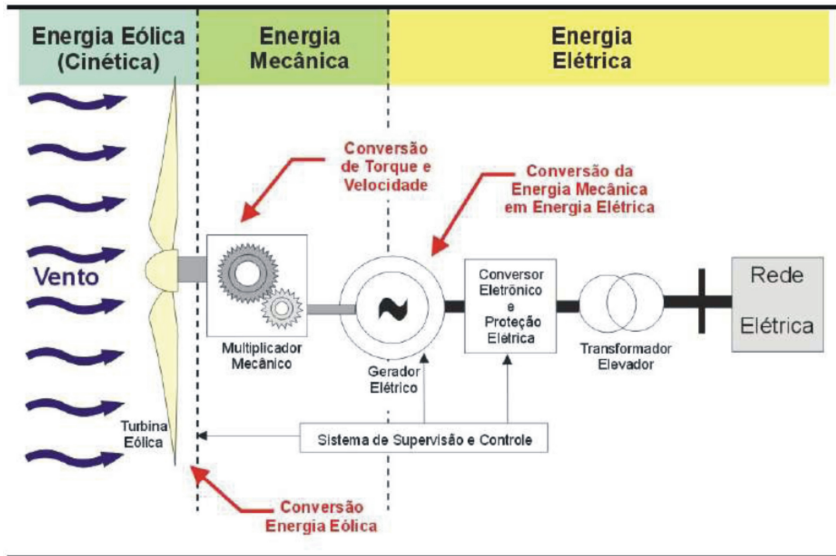 Energia Eólica
(Cinética)
Energia
Mecânica
Energia
Elétrica
Conversão
de Torque e
Velocidade
Conversão da
Energia Mecânica
em Energia Elétrica
Vento
Conversor
Eletrônico
e
Proteção
Elétrica
Rede
Elétrica
Multiplicador
Mecânico
Gerador
Elétrico
Transformador
Elevador
Turbina
Eólica
Sistema de Supervisão e Controle
Conversão
Energia Eólica